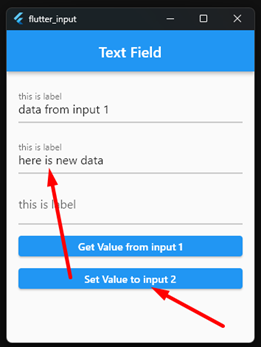 flutter_input
Text Field
this is label
data from input 1
this is label
here is new data
this is label
Get Value from input 1
Set Value to input 2